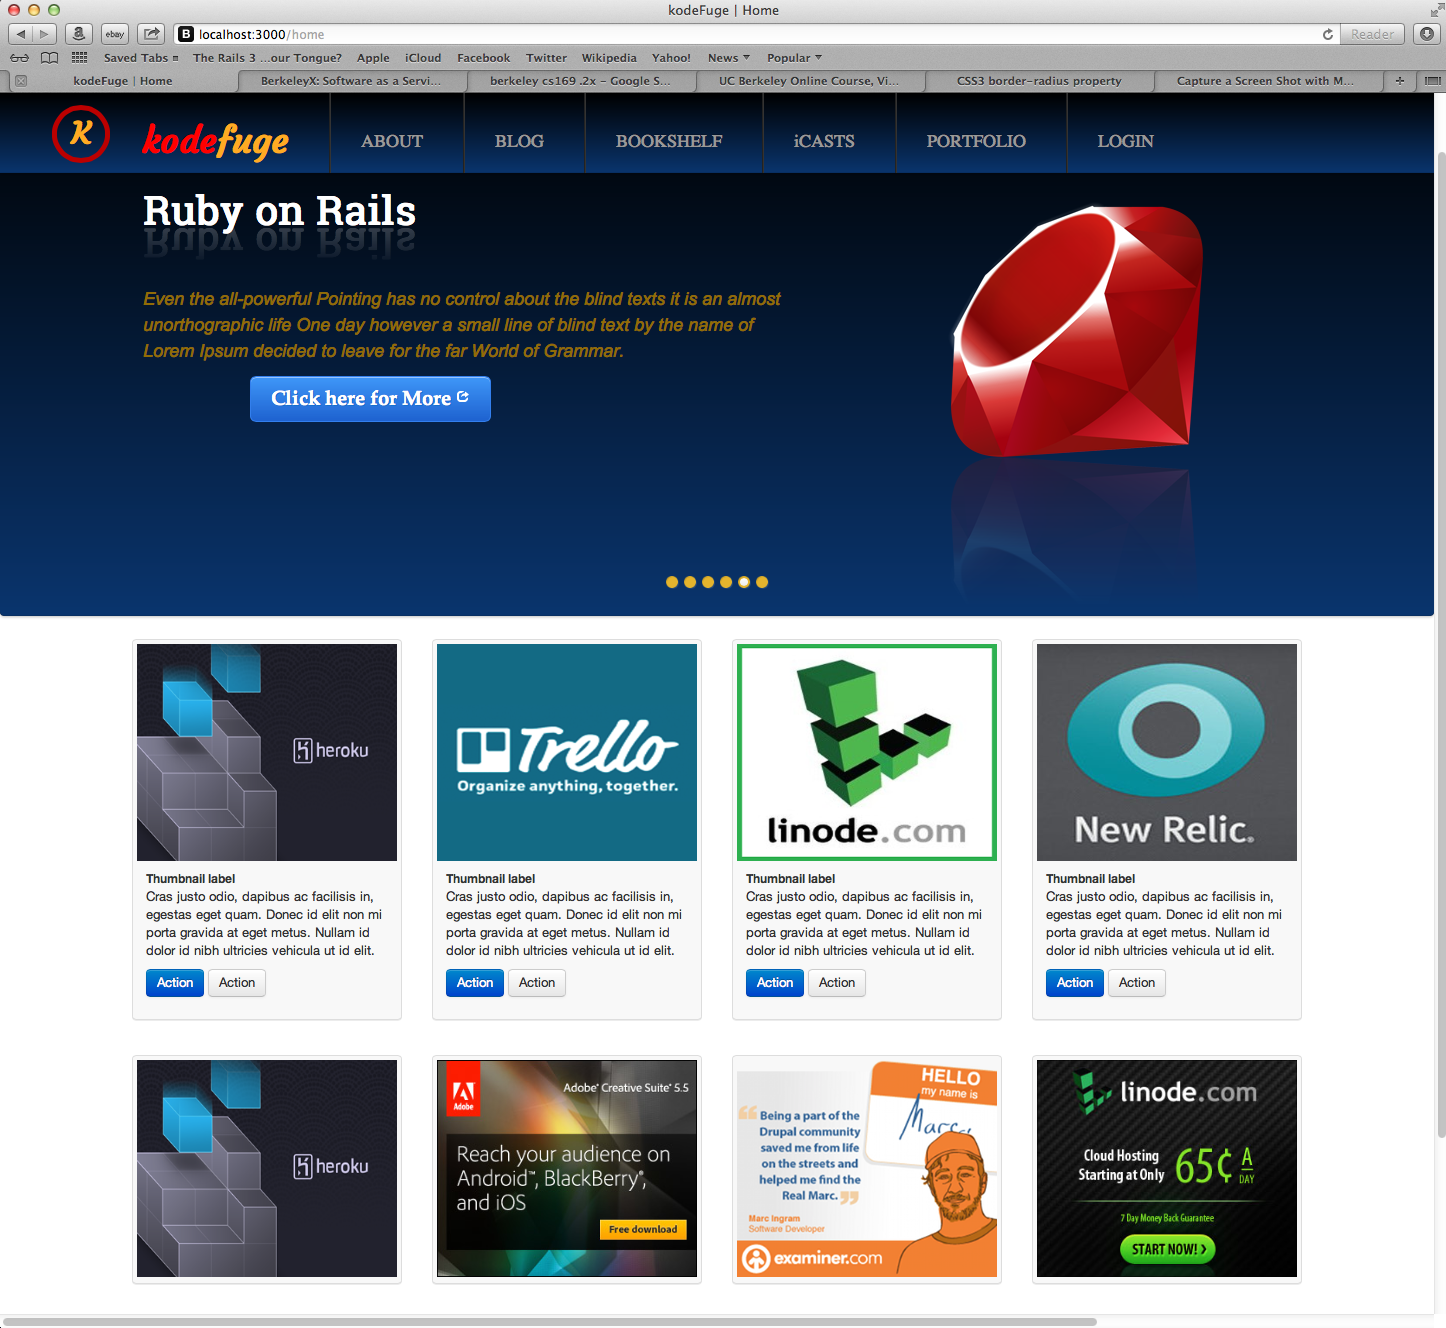 kodeFuge | Home
ebay
B localhost:3000/home
Reader
Saved Tabs
The Rails 3 ...our Tongue?
Apple
iCloud
Facebook
Twitter
Wikipedia
Yahoo!
News
Popular
kodeFuge | Home
BerkeleyX: Software as a Servi...
berkeley cs169 .2x - Google S...
UC Berkeley Online Course, Vi...
CSS3 border-radius property
Capture a Screen Shot with M...
K
kodefuge
ABOUT
BLOG
BOOKSHELF
iCASTS
PORTFOLIO
LOGIN
Ruby on Rails
Even the all-powerful Pointing has no control about the blind texts it is an almost
unorthographic life One day however a small line of blind text by the name of
Lorem Ipsum decided to leave for the far World of Grammar.
Click here for More
heroku
Trello
Organize anything, together.
linode.com
New Relic.
Thumbnail label
Cras justo odio, dapibus ac facilisis in,
egestas eget quam. Donec id elit non mi
porta gravida at eget metus. Nullam id
dolor id nibh ultricies vehicula ut id elit.
Action
Action
Thumbnail label
Cras justo odio, dapibus ac facilisis in,
egestas eget quam. Donec id elit non mi
porta gravida at eget metus. Nullam id
dolor id nibh ultricies vehicula ut id elit.
Action
Action
Thumbnail label
Cras justo odio, dapibus ac facilisis in,
egestas eget quam. Donec id elit non mi
porta gravida at eget metus. Nullam id
dolor id nibh ultricies vehicula ut id elit.
Action
Action
Thumbnail label
Cras justo odio, dapibus ac facilisis in,
egestas eget quam. Donec id elit non mi
porta gravida at eget metus. Nullam id
dolor id nibh ultricies vehicula ut id elit.
Action
Action
heroku
Adobe
Adobe® Creative Suite® 5.5
Reach your audience on
Android™, BlackBerry®,
and iOS
Free download
HELLO
my name is
Marc
“Being a part of the
Drupal community
saved me from life
on the streets and
helped me find the
Real Marc.”
Marc Ingram
Software Developer
examiner.com
linode.com
Cloud Hosting
Starting at Only
65¢ A DAY
7 Day Money Back Guarantee
START NOW! ›